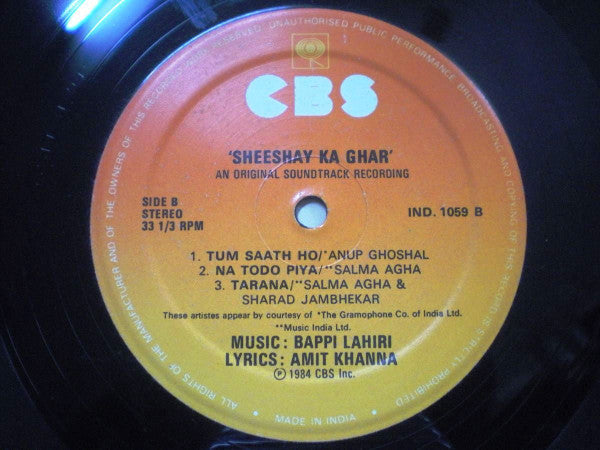 CBS
'SHEESHAY KA GHAR'
AN ORIGINAL SOUNDTRACK RECORDING
SIDE B
STEREO
33 1/3 RPM
IND. 1059 B
1. TUM SAATH HO/*ANUP GHOSHAL
2. NA TODO PIYA/**SALMA AGHA
3. TARANA/**SALMA AGHA &
SHARAD JAMBHEKAR
These artistes appear by courtesy of *The Gramophone Co. of India Ltd.
**Music India Ltd.
MUSIC : BAPPI LAHIRI
LYRICS : AMIT KHANNA
℗ 1984 CBS Inc.
ALL RIGHTS OF THE MANUFACTURER AND OF THE OWNERS OF THIS RECORDED WORK RESERVED. UNAUTHORISED PUBLIC PERFORMANCE BROADCASTING AND COPYING OF THIS RECORD IS STRICTLY PROHIBITED
• MADE IN INDIA •